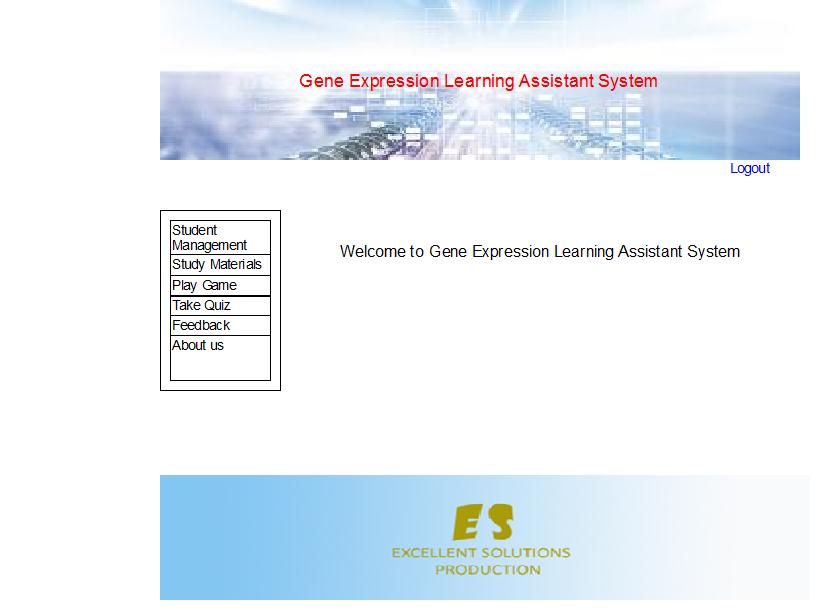 Gene Expression Learning Assistant System
Logout
Student
Management
Study Materials
Play Game
Take Quiz
Feedback
About us
Welcome to Gene Expression Learning Assistant System
ES
EXCELLENT SOLUTIONS
PRODUCTION